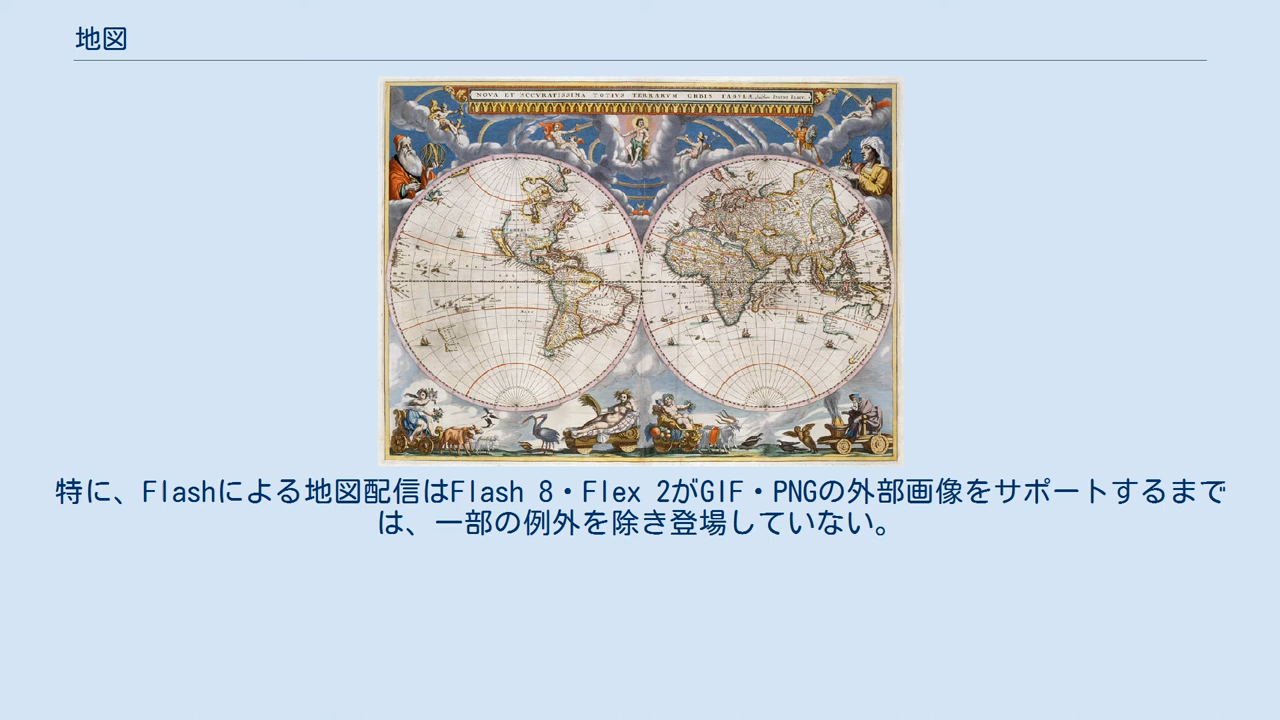 地図
NOVA ET ACCVRATISSIMA TOTIVS TERRARVM ORBIS TABVLA
特に、Flashによる地図配信はFlash 8・Flex 2がGIF・PNGの外部画像をサポートするまで
は、一部の例外を除き登場していない。